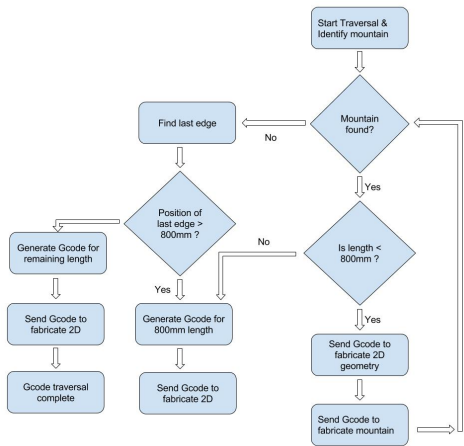 Start Traversal &
Identify mountain
Mountain
found?
No
Find last edge
Yes
Position of
last edge >
800mm ?
Is length <
800mm ?
No
Generate Gcode for
remaining length
Yes
Generate Gcode for
800mm length
Yes
Send Gcode to
fabricate 2D
Send Gcode to
fabricate 2D
geometry
Gcode traversal
complete
Send Gcode to
fabricate 2D
Send Gcode to
fabricate mountain